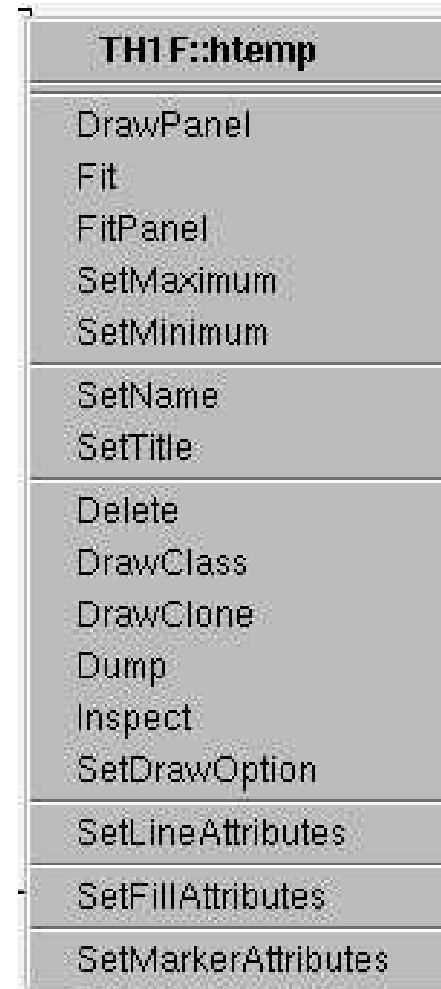 TH1F::htemp
DrawPanel
Fit
FitPanel
SetMaximum
SetMinimum
SetName
SetTitle
Delete
DrawClass
DrawClone
Dump
Inspect
SetDrawOption
SetLineAttributes
SetFillAttributes
SetMarkerAttributes